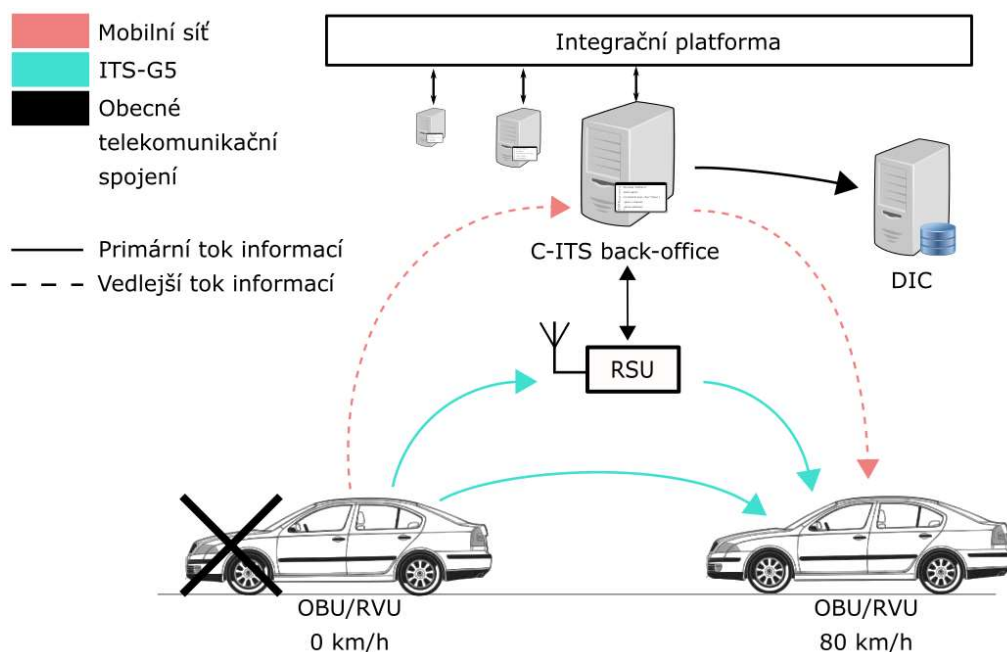 Mobilní síť
ITS-G5
Obecné
telekomunikační
spojení
Primární tok informací
Vedlejší tok informací
Integrační platforma
C-ITS back-office
DIC
RSU
OBU/RVU
0 km/h
OBU/RVU
80 km/h